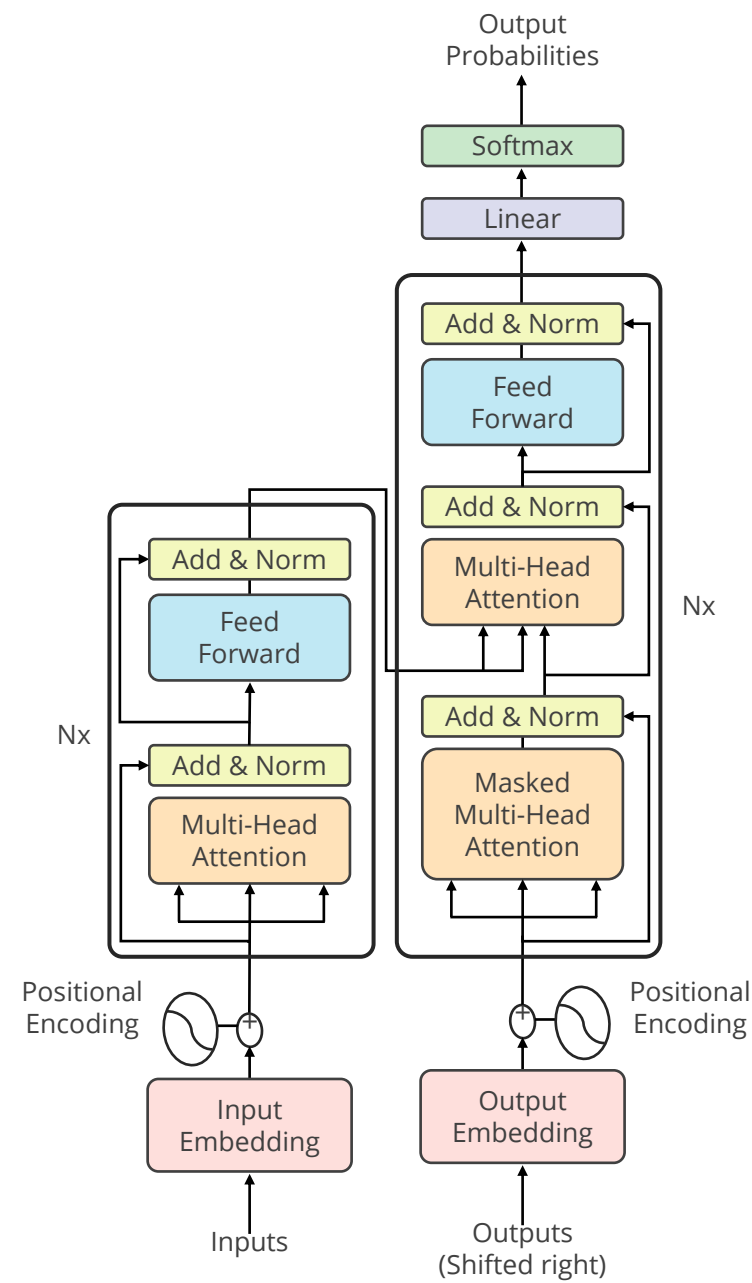 Output
Probabilities
Softmax
Linear
Add & Norm
Feed
Forward
Add & Norm
Multi-Head
Attention
Nx
Add & Norm
Masked
Multi-Head
Attention
Add & Norm
Feed
Forward
Nx
Add & Norm
Multi-Head
Attention
Positional
Encoding
+
+
Positional
Encoding
Input
Embedding
Output
Embedding
Inputs
Outputs
(Shifted right)